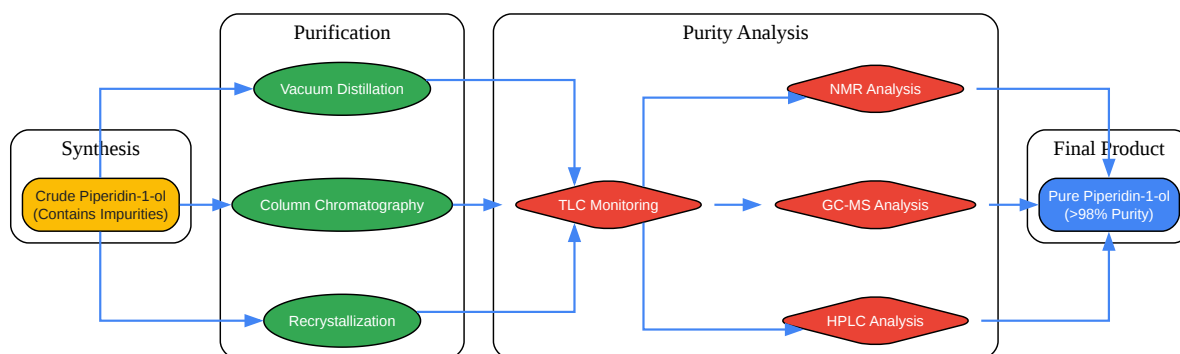 Purification
Purity Analysis
Vacuum Distillation
NMR Analysis
Synthesis
Final Product
Crude Piperidin-1-ol
(Contains Impurities)
Column Chromatography
TLC Monitoring
GC-MS Analysis
Pure Piperidin-1-ol
(>98% Purity)
Recrystallization
HPLC Analysis